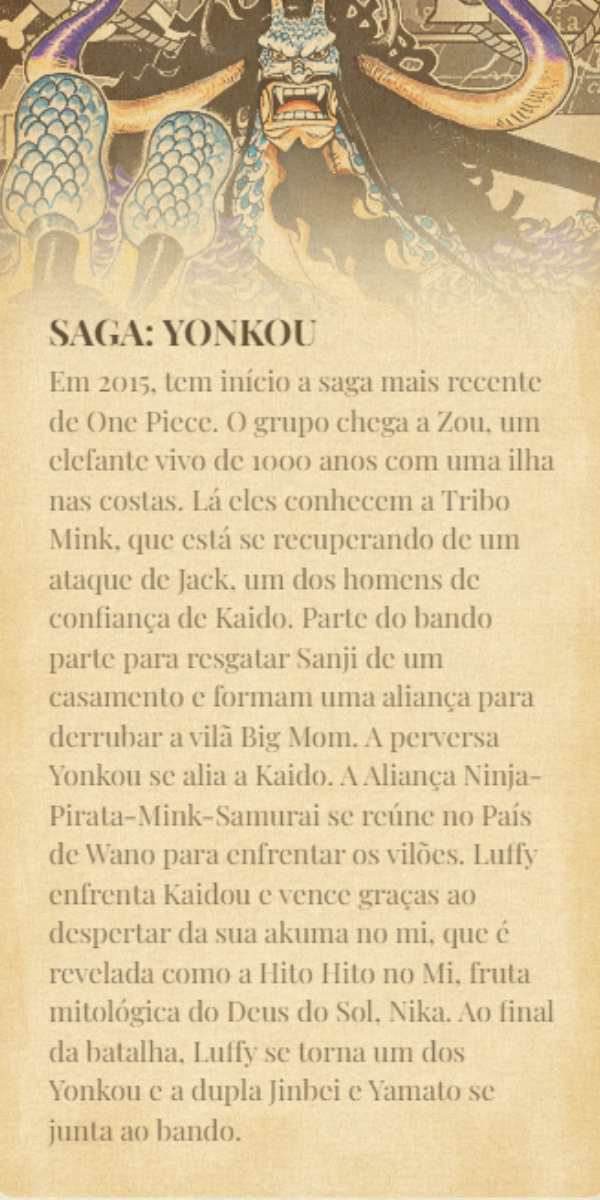 SAGA: YONKOU
Em 2015, tem início a saga mais recente
de One Piece. O grupo chega a Zou, um
elefante vivo de 1000 anos com uma ilha
nas costas. Lá eles conhecem a Tribo
Mink, que está se recuperando de um
ataque de Jack, um dos homens de
confiança de Kaido. Parte do bando
parte para resgatar Sanji de um
casamento e formam uma aliança para
derrubar a vilã Big Mom. A perversa
Yonkou se alia a Kaido. A Aliança Ninja-
Pirata-Mink-Samurai se reúne no País
de Wano para enfrentar os vilões. Luffy
enfrenta Kaidou e vence graças ao
despertar da sua akuma no mi, que é
revelada como a Hito Hito no Mi, fruta
mitológica do Deus do Sol, Nika. Ao final
da batalha, Luffy se torna um dos
Yonkou e a dupla Jinbei e Yamato se
junta ao bando.